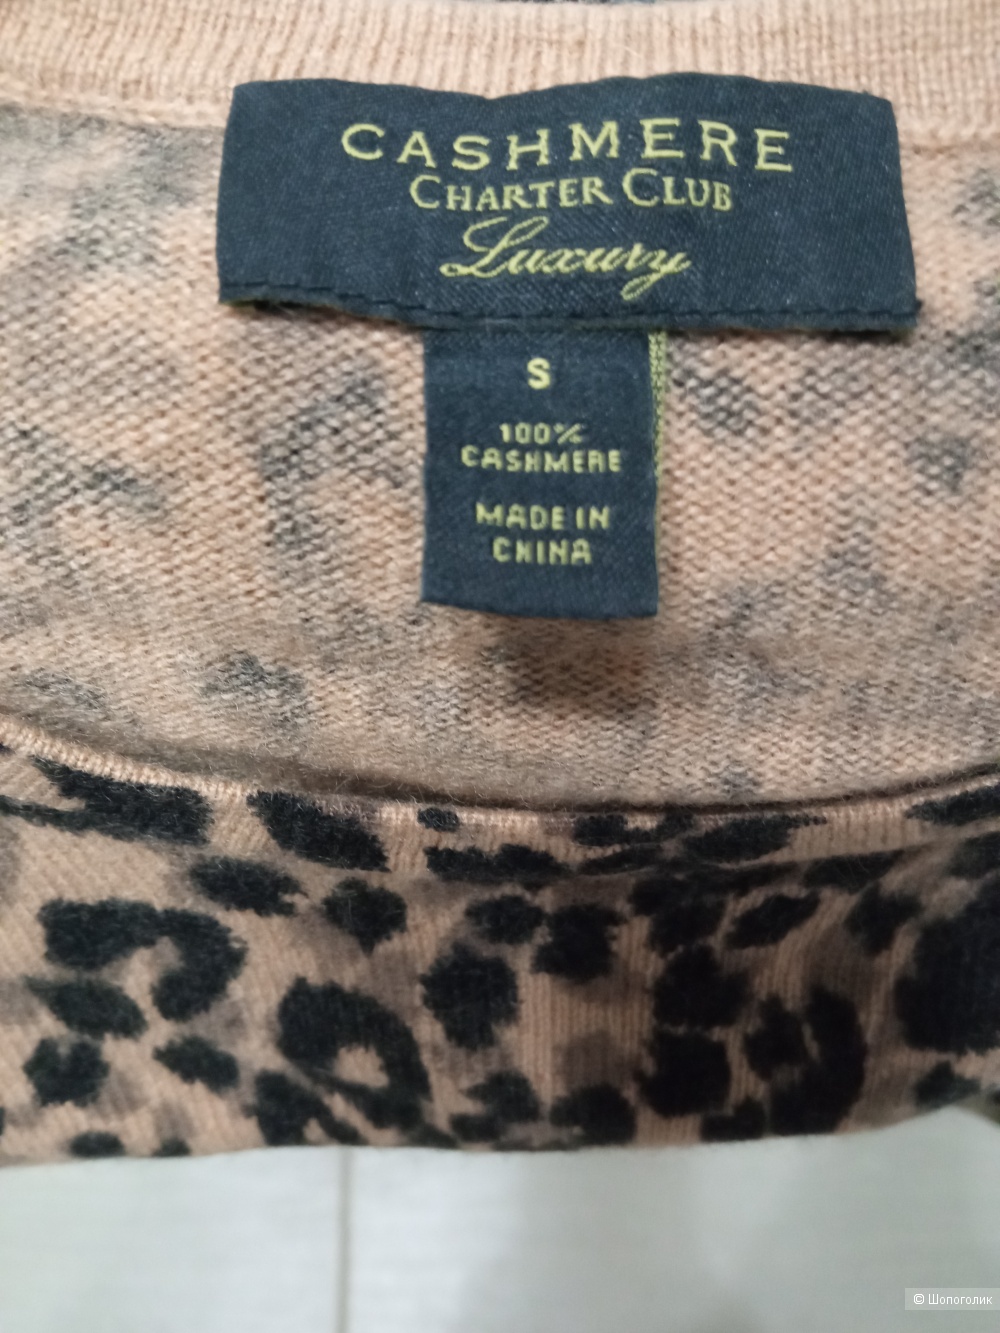 CASHMERE
CHARTER CLUB
Luxury
S
100%
CASHMERE
MADE IN
CHINA
© Шопоголик